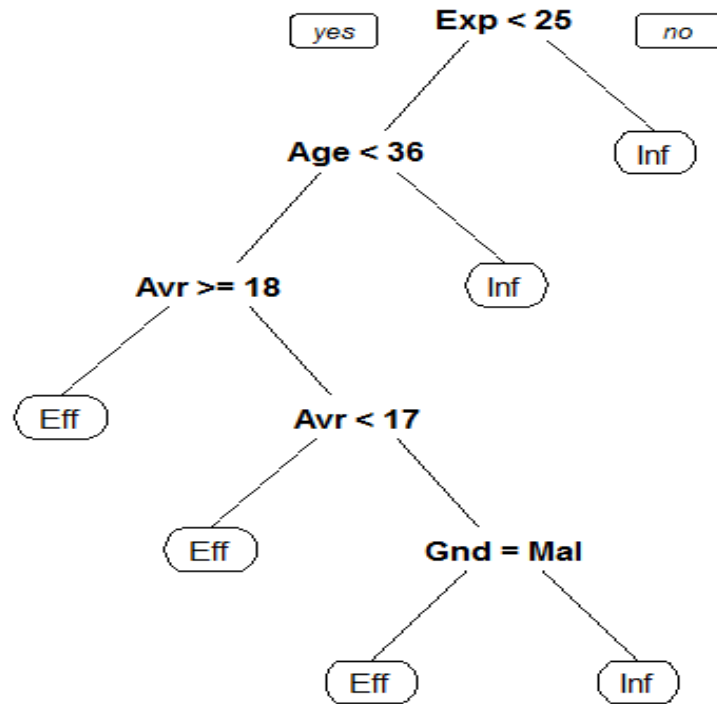 yes
Exp < 25
no
Age < 36
Inf
Avr >= 18
Inf
Eff
Avr < 17
Eff
Gnd = Mal
Eff
Inf